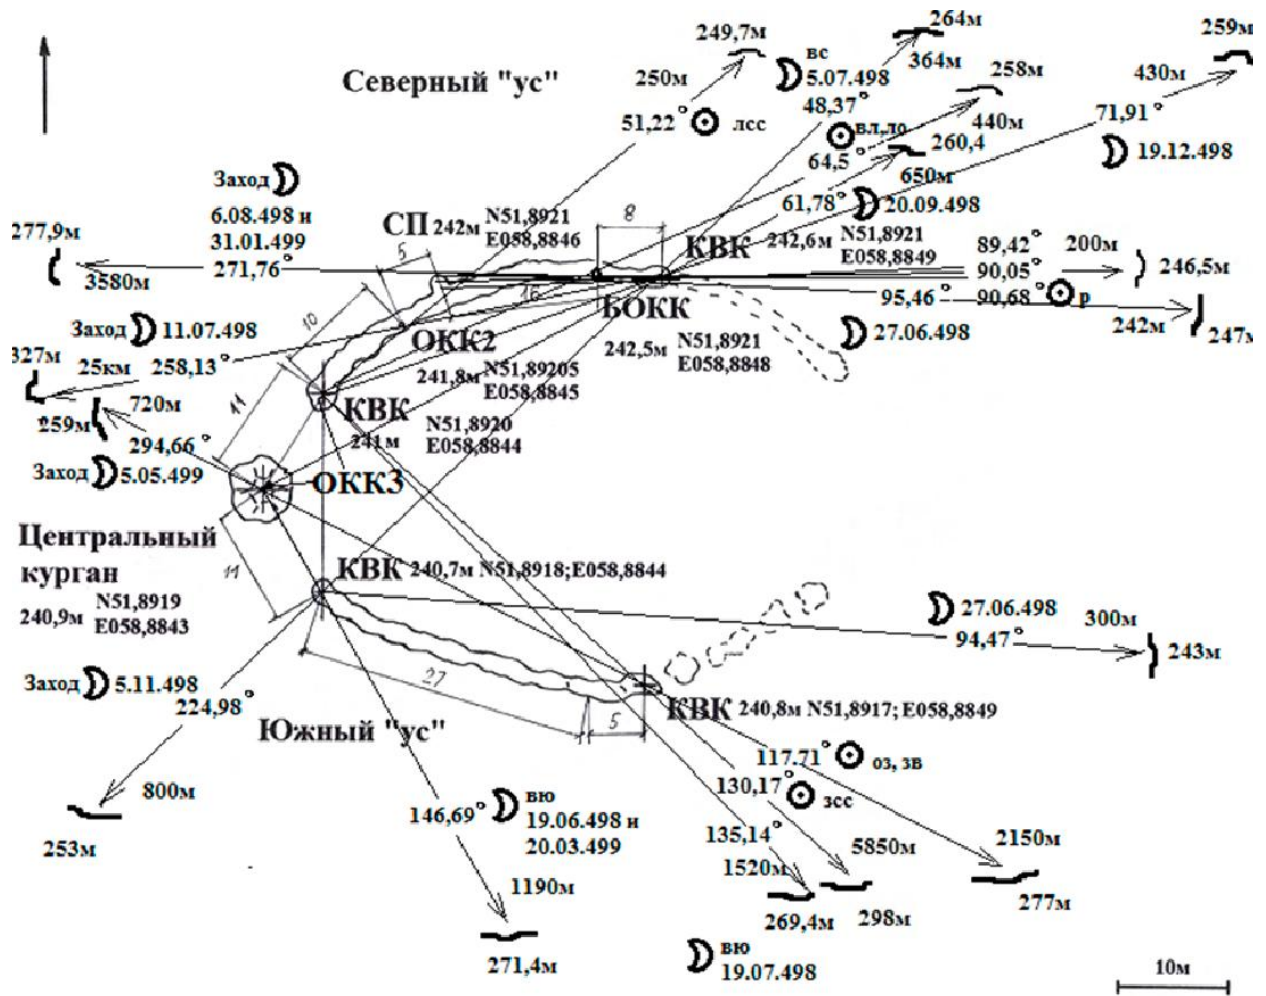 264м
249,7м
259м
вс
5.07.498
364м
258м
Северный "ус"
250м
430м
48,37°
440м
71,91°
51,22°
лсс
вл,ло
260,4
64,5°
19.12.498
650м
Заход
61,78°
20.09.498
6.08.498 и
31.01.499
СП 242м
N51,8921
E058,8846
8
277,9м
КВК 242,6м
N51,8921
E058,8849
89,42°
200м
271,76°
3580м
5
90,05°
246,5м
95,46°
90,68°
р
16
БОКК
242м
247м
Заход
11.07.498
10
ОКК2
242,5м
N51,8921
E058,8848
27.06.498
327м
25км
258,13°
241,8м
N51,89205
E058,8845
720м
11
КВК
241м
N51,8920
E058,8844
259м
294,66°
Заход
5.05.499
ОКК3
Центральный
курган
11
КВК 240,7м N51,8918;E058,8844
240,9м
N51,8919
E058,8843
27.06.498
300м
94,47°
243м
Заход
5.11.498
27
224,98°
КВК 240,8м N51,8917; E058,8849
Южный "ус"
5
117,71°
оз, зв
130,17°
зсс
800м
146,69°
вю
19.06.498 и
20.03.499
135,14°
2150м
253м
1520м
5850м
1190м
269,4м
298м
277м
271,4м
вю
19.07.498
10м